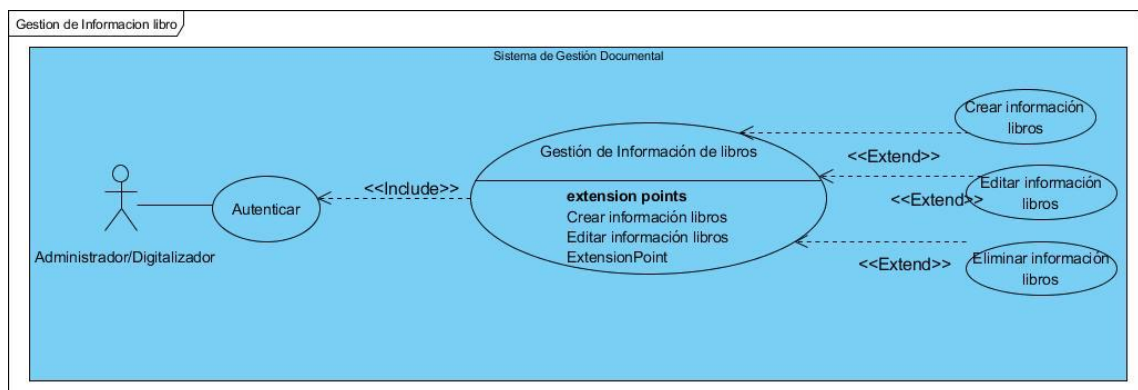 Gestion de Informacion libro
Sistema de Gestión Documental
Crear información
libros
Gestión de Información de libros
<<Extend>>
<<Include>>
extension points
Editar información
libros
<<Extend>>
Autenticar
Crear información libros
Editar información libros
ExtensionPoint
Administrador/Digitalizador
<<Extend>>
Eliminar información
libros